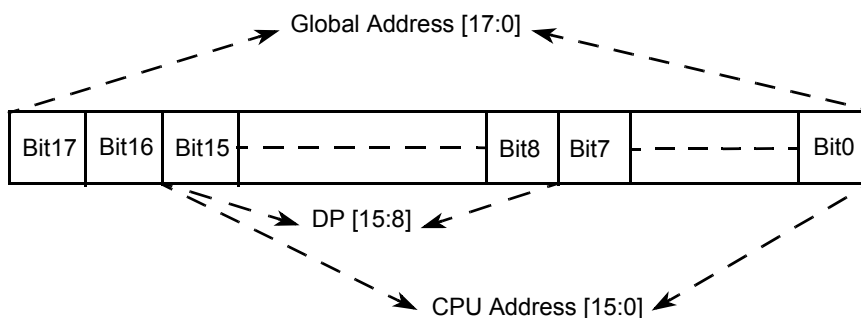 Global Address [17:0]
Bit17 Bit16 Bit15 Bit8 Bit7 Bit0
DP [15:8]
CPU Address [15:0]